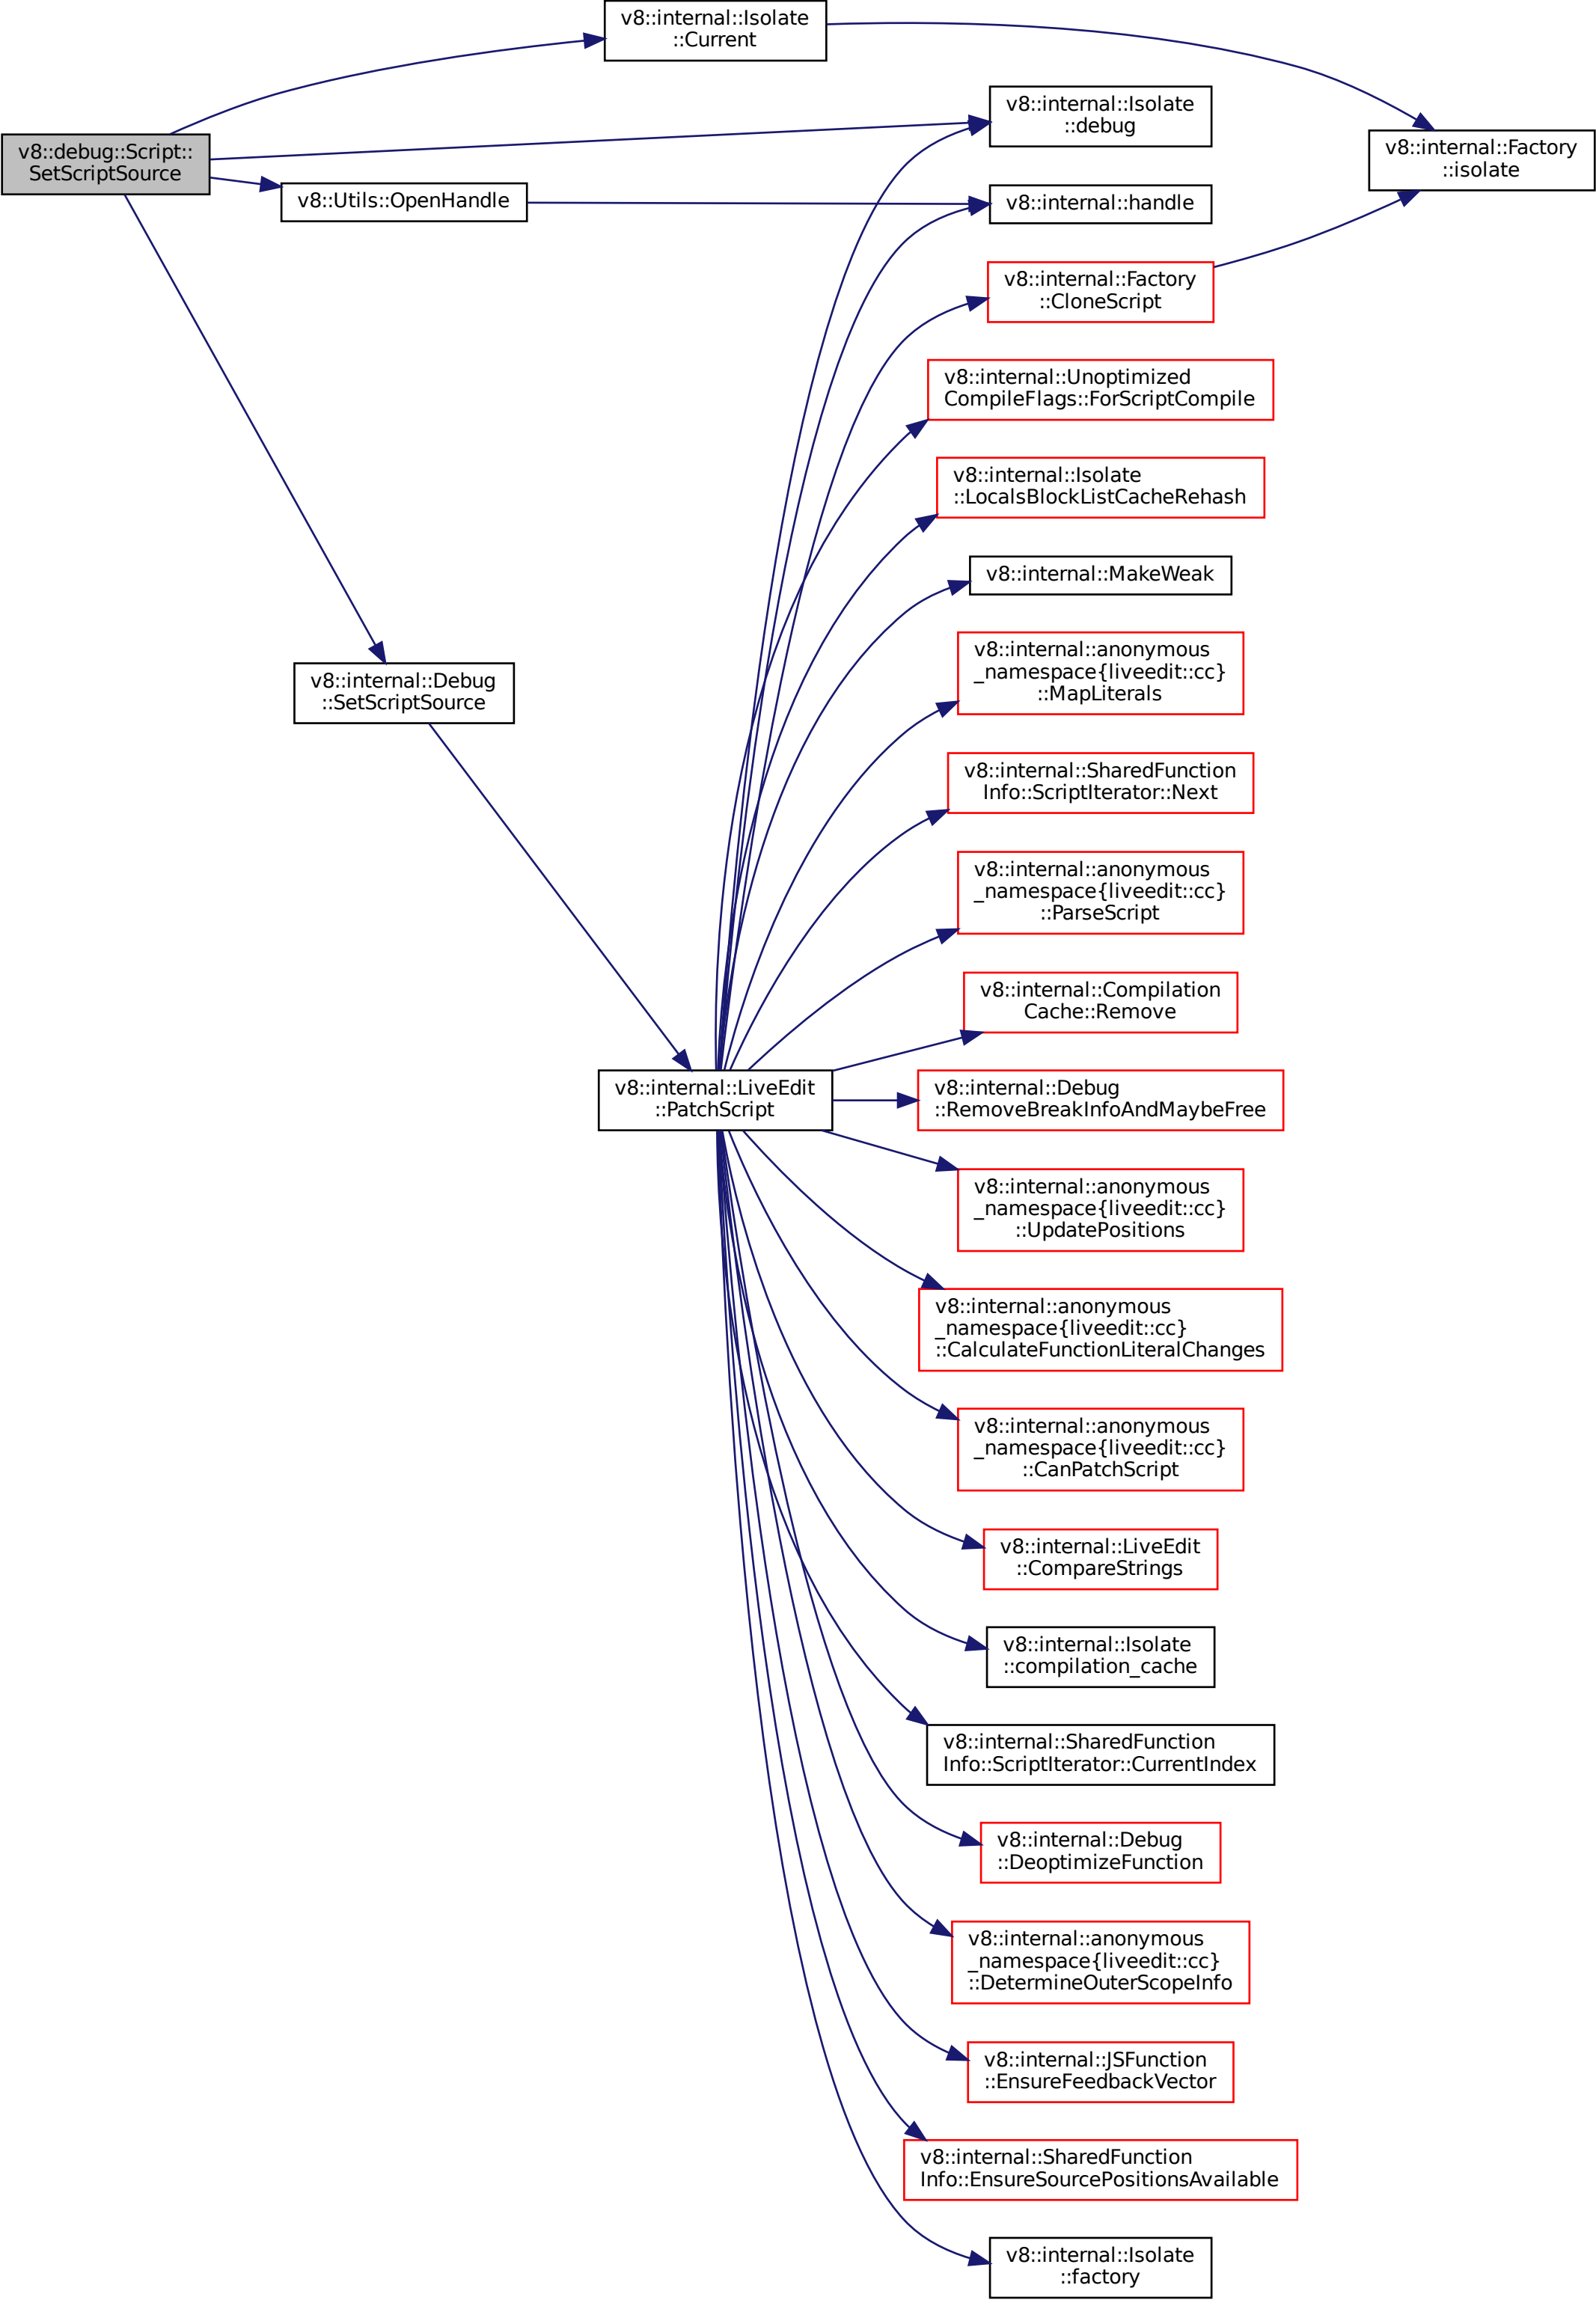 v8::internal::Isolate
::Current
v8::internal::Isolate
::debug
v8::debug::Script::
SetScriptSource
v8::internal::Factory
::isolate
v8::Utils::OpenHandle
v8::internal::handle
v8::internal::Factory
::CloneScript
v8::internal::Unoptimized
CompileFlags::ForScriptCompile
v8::internal::Isolate
::LocalsBlockListCacheRehash
v8::internal::MakeWeak
v8::internal::anonymous
_namespace{liveedit::cc}
::MapLiterals
v8::internal::Debug
::SetScriptSource
v8::internal::SharedFunction
Info::ScriptIterator::Next
v8::internal::anonymous
_namespace{liveedit::cc}
::ParseScript
v8::internal::Compilation
Cache::Remove
v8::internal::LiveEdit
::PatchScript
v8::internal::Debug
::RemoveBreakInfoAndMaybeFree
v8::internal::anonymous
_namespace{liveedit::cc}
::UpdatePositions
v8::internal::anonymous
_namespace{liveedit::cc}
::CalculateFunctionLiteralChanges
v8::internal::anonymous
_namespace{liveedit::cc}
::CanPatchScript
v8::internal::LiveEdit
::CompareStrings
v8::internal::Isolate
::compilation_cache
v8::internal::SharedFunction
Info::ScriptIterator::CurrentIndex
v8::internal::Debug
::DeoptimizeFunction
v8::internal::anonymous
_namespace{liveedit::cc}
::DetermineOuterScopeInfo
v8::internal::JSFunction
::EnsureFeedbackVector
v8::internal::SharedFunction
Info::EnsureSourcePositionsAvailable
v8::internal::Isolate
::factory